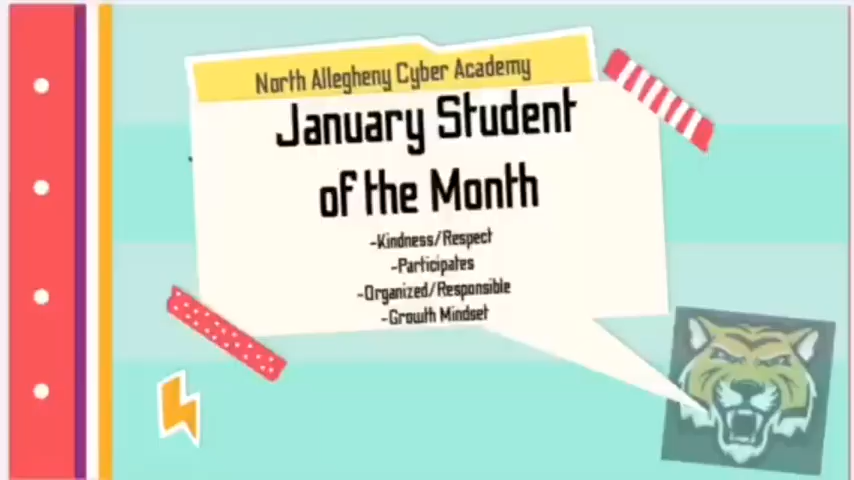 North Allegheny Cyber Academy
January Student
of the Month
-Kindness/Respect
-Participates
-Organized/Responsible
-Growth Mindset